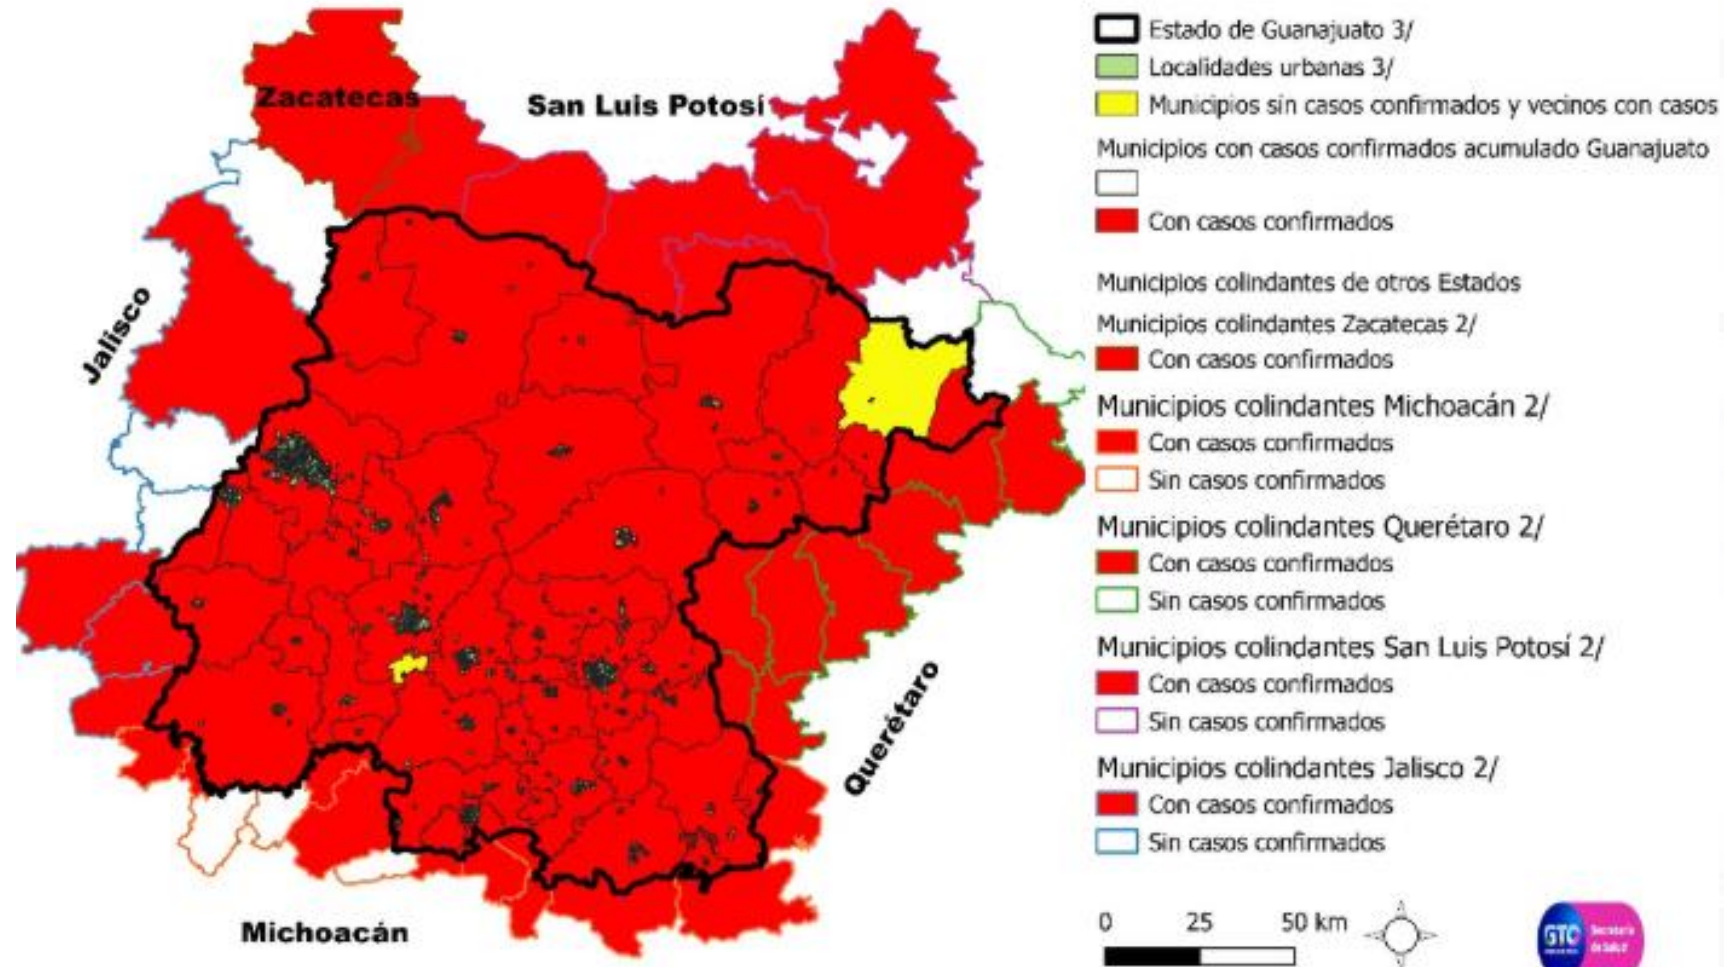 Zacatecas
San Luis Potosí
Jalisco
Querétaro
Michoacán
Estado de Guanajuato 3/
Localidades urbanas 3/
Municipios sin casos confirmados y vecinos con casos
Municipios con casos confirmados acumulado Guanajuato
Con casos confirmados
Municipios colindantes de otros Estados
Municipios colindantes Zacatecas 2/
Con casos confirmados
Municipios colindantes Michoacán 2/
Con casos confirmados
Sin casos confirmados
Municipios colindantes Querétaro 2/
Con casos confirmados
Sin casos confirmados
Municipios colindantes San Luis Potosí 2/
Con casos confirmados
Sin casos confirmados
Municipios colindantes Jalisco 2/
Con casos confirmados
Sin casos confirmados
0 25 50 km
GTO
Secretaría
de Salud